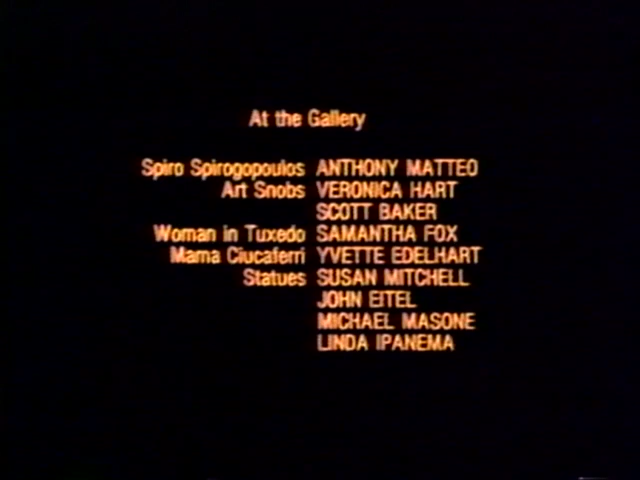 At the Gallery
Spiro Spirogopoulos ANTHONY MATTEO
Art Snobs VERONICA HART
SCOTT BAKER
Woman in Tuxedo SAMANTHA FOX
Mama Ciucaferri YVETTE EDELHART
Statues SUSAN MITCHELL
JOHN EITEL
MICHAEL MASONE
LINDA IPANEMA